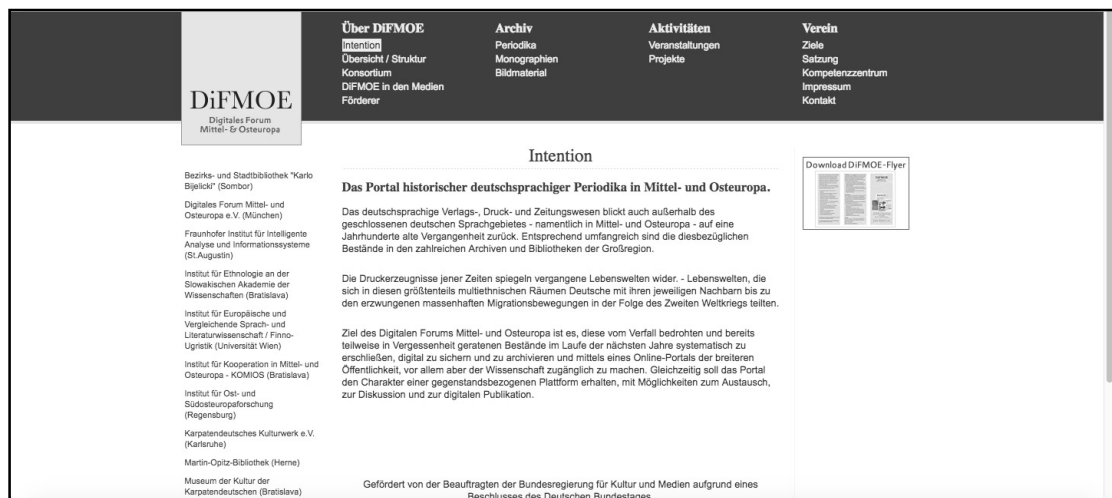 DiFMOE
Digitales Forum
Mittel- & Osteuropa
Über DiFMOE
Intention
Übersicht / Struktur
Konsortium
DiFMOE in den Medien
Förderer
Archiv
Periodika
Monographien
Bildmaterial
Aktivitäten
Veranstaltungen
Projekte
Verein
Ziele
Satzung
Kompetenzzentrum
Impressum
Kontakt
Bezirks- und Stadtbibliothek "Karlo
Bijelicki" (Sombor)
Digitales Forum Mittel- und
Osteuropa e.V. (München)
Fraunhofer Institut für Intelligente
Analyse und Informationssysteme
(St.Augustin)
Institut für Ethnologie an der
Slowakischen Akademie der
Wissenschaften (Bratislava)
Institut für Europäische und
Vergleichende Sprach- und
Literaturwissenschaft / Finno-
Ugristik (Universität Wien)
Institut für Kooperation in Mittel- und
Osteuropa - KOMIOS (Bratislava)
Institut für Ost- und
Südosteuropaforschung
(Regensburg)
Karpatendeutsches Kulturwerk e.V.
(Karlsruhe)
Martin-Opitz-Bibliothek (Herne)
Museum der Kultur der
Karpatendeutschen (Bratislava)
Intention
Das Portal historischer deutschsprachiger Periodika in Mittel- und Osteuropa.
Das deutschsprachige Verlags-, Druck- und Zeitungswesen blickt auch außerhalb des
geschlossenen deutschen Sprachgebietes - namentlich in Mittel- und Osteuropa - auf eine
Jahrhunderte alte Vergangenheit zurück. Entsprechend umfangreich sind die diesbezüglichen
Bestände in den zahlreichen Archiven und Bibliotheken der Großregion.
Die Druckerzeugnisse jener Zeiten spiegeln vergangene Lebenswelten wider. - Lebenswelten, die
sich in diesen größtenteils multiethnischen Räumen Deutsche mit ihren jeweiligen Nachbarn bis zu
den erzwungenen massenhaften Migrationsbewegungen in der Folge des Zweiten Weltkriegs teilten.
Ziel des Digitalen Forums Mittel- und Osteuropa ist es, diese vom Verfall bedrohten und bereits
teilweise in Vergessenheit geratenen Bestände im Laufe der nächsten Jahre systematisch zu
erschließen, digital zu sichern und zu archivieren und mittels eines Online-Portals der breiteren
Öffentlichkeit, vor allem aber der Wissenschaft zugänglich zu machen. Gleichzeitig soll das Portal
den Charakter einer gegenstandsbezogenen Plattform erhalten, mit Möglichkeiten zum Austausch,
zur Diskussion und zur digitalen Publikation.
Gefördert von der Beauftragten der Bundesregierung für Kultur und Medien aufgrund eines
Beschlusses des Deutschen Bundestages
Download DiFMOE-Flyer